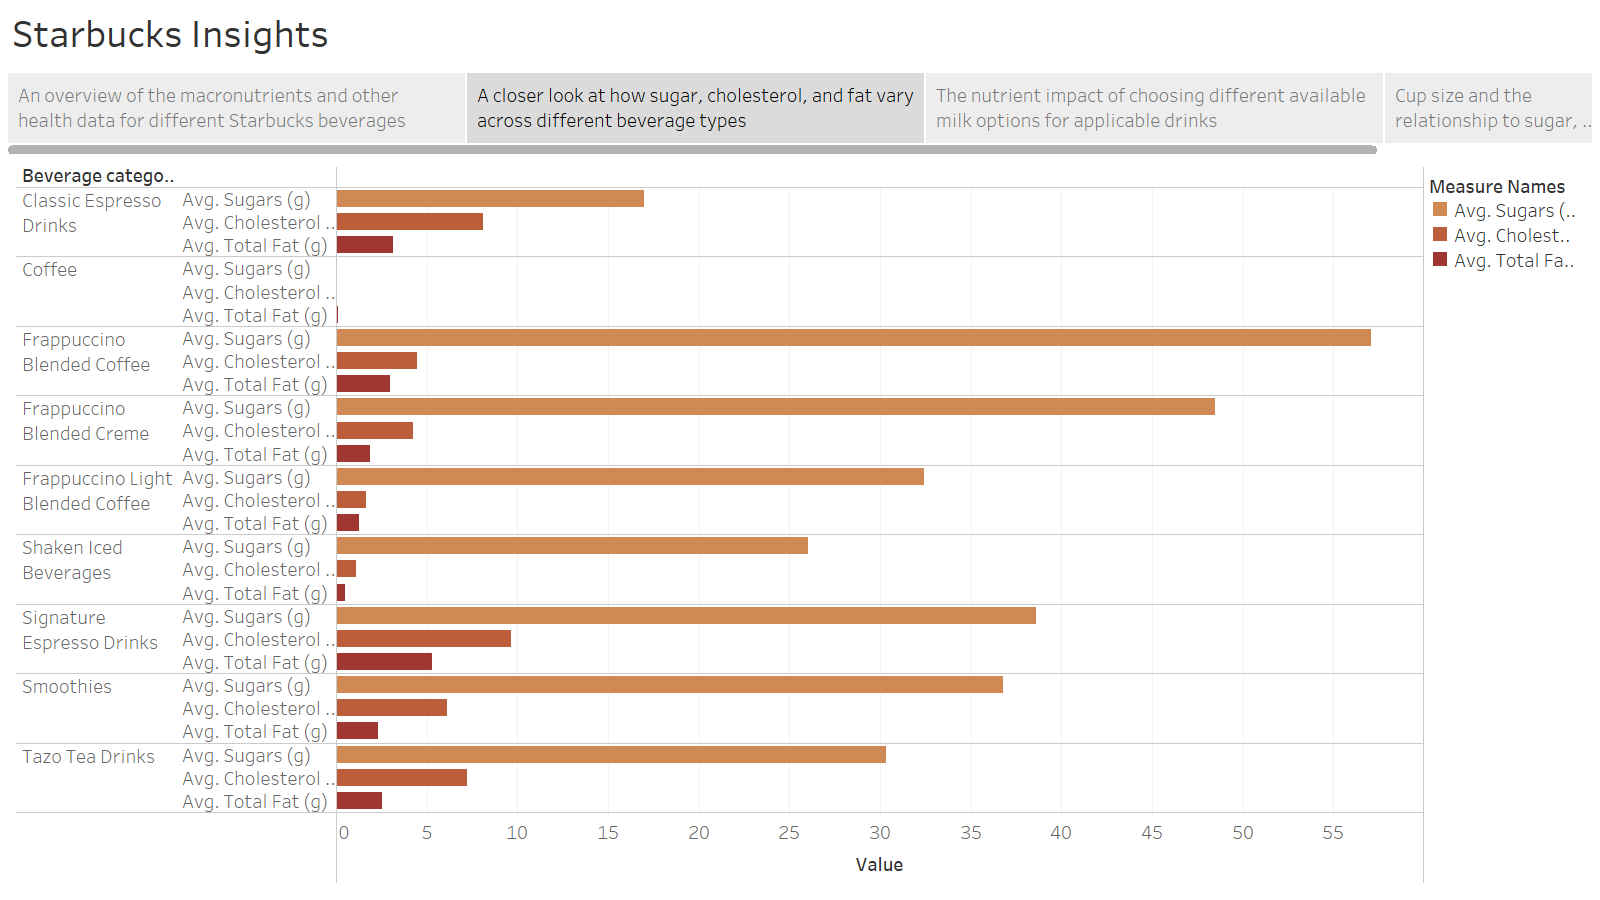 Starbucks Insights
An overview of the macronutrients and other
health data for different Starbucks beverages
A closer look at how sugar, cholesterol, and fat vary
across different beverage types
The nutrient impact of choosing different available
milk options for applicable drinks
Cup size and the
relationship to sugar, ..
Beverage catego..
Classic Espresso
Drinks
Avg. Sugars (g)
Avg. Cholesterol ..
Avg. Total Fat (g)
Coffee
Avg. Sugars (g)
Avg. Cholesterol ..
Avg. Total Fat (g)
Frappuccino
Blended Coffee
Avg. Sugars (g)
Avg. Cholesterol ..
Avg. Total Fat (g)
Frappuccino
Blended Creme
Avg. Sugars (g)
Avg. Cholesterol ..
Avg. Total Fat (g)
Frappuccino Light
Blended Coffee
Avg. Sugars (g)
Avg. Cholesterol ..
Avg. Total Fat (g)
Shaken Iced
Beverages
Avg. Sugars (g)
Avg. Cholesterol ..
Avg. Total Fat (g)
Signature
Espresso Drinks
Avg. Sugars (g)
Avg. Cholesterol ..
Avg. Total Fat (g)
Smoothies
Avg. Sugars (g)
Avg. Cholesterol ..
Avg. Total Fat (g)
Tazo Tea Drinks
Avg. Sugars (g)
Avg. Cholesterol ..
Avg. Total Fat (g)
0 5 10 15 20 25 30 35 40 45 50 55
Value
Measure Names
Avg. Sugars (..
Avg. Cholest..
Avg. Total Fa..